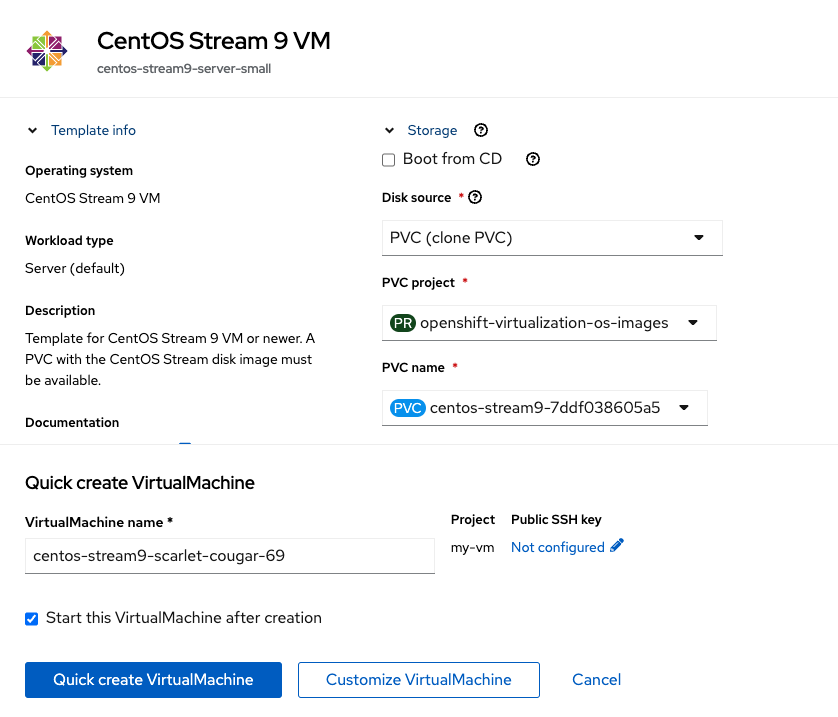 CentOS Stream 9 VM
centos-stream9-server-small
Template info
Operating system
CentOS Stream 9 VM
Workload type
Server (default)
Description
Template for CentOS Stream 9 VM or newer. A
PVC with the CentOS Stream disk image must
be available.
Documentation
Storage
Boot from CD
Disk source *
PVC (clone PVC)
PVC project *
PR openshift-virtualization-os-images
PVC name *
PVC centos-stream9-7ddf038605a5
Quick create VirtualMachine
VirtualMachine name *
centos-stream9-scarlet-cougar-69
Project
my-vm
Public SSH key
Not configured
Start this VirtualMachine after creation
Quick create VirtualMachine
Customize VirtualMachine
Cancel